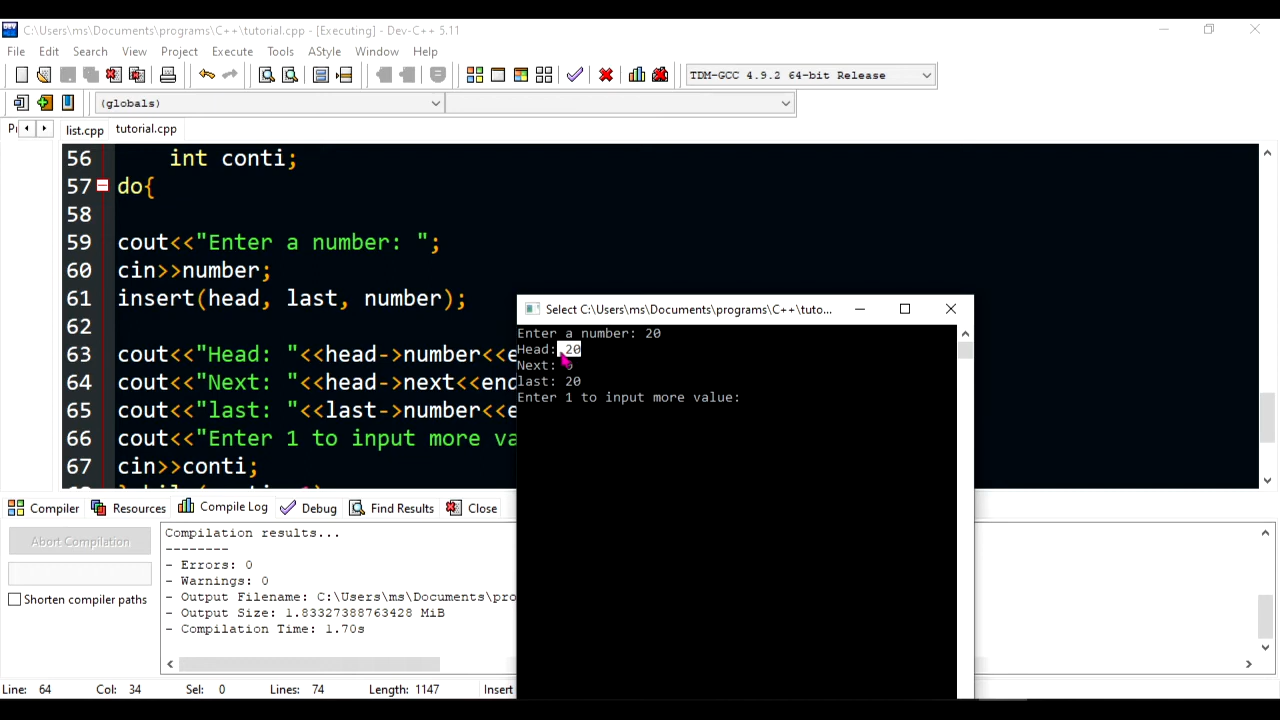 C:\Users\ms\Documents\programs\C++\tutorial.cpp - [Executing] - Dev-C++ 5.11
File Edit Search View Project Execute Tools AStyle Window Help
TDM-GCC 4.9.2 64-bit Release
(globals)
list.cpp tutorial.cpp
56 int conti;
57 do{
58
59 cout<<"Enter a number: ";
60 cin>>number;
61 insert(head, last, number);
62
63 cout<<"Head: "<<head->number<<e
64 cout<<"Next: "<<head->next<<end
65 cout<<"last: "<<last->number<<e
66 cout<<"Enter 1 to input more va
67 cin>>conti;
Select C:\Users\ms\Documents\programs\C++\tuto...
Enter a number: 20
Head: 20
Next:
last: 20
Enter 1 to input more value:
Compiler Resources Compile Log Debug Find Results Close
Abort Compilation
Shorten compiler paths
Compilation results...
--------
- Errors: 0
- Warnings: 0
- Output Filename: C:\Users\ms\Documents\pro
- Output Size: 1.83327388763428 MiB
- Compilation Time: 1.70s
Line: 64 Col: 34 Sel: 0 Lines: 74 Length: 1147 Insert